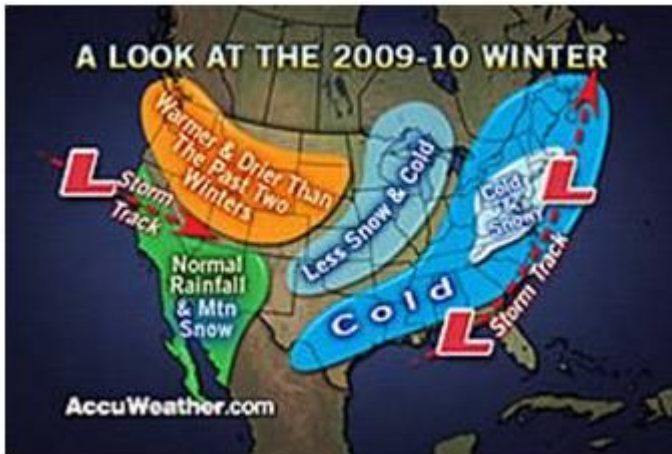 A LOOK AT THE 2009-10 WINTER
Warmer & Drier Than
The Past Two
Winters
Storm
Track
Normal
Rainfall
& Mtn
Snow
Less Snow & Cold
Cold
Snow
Cold
Storm Track
L
L
L
AccuWeather.com